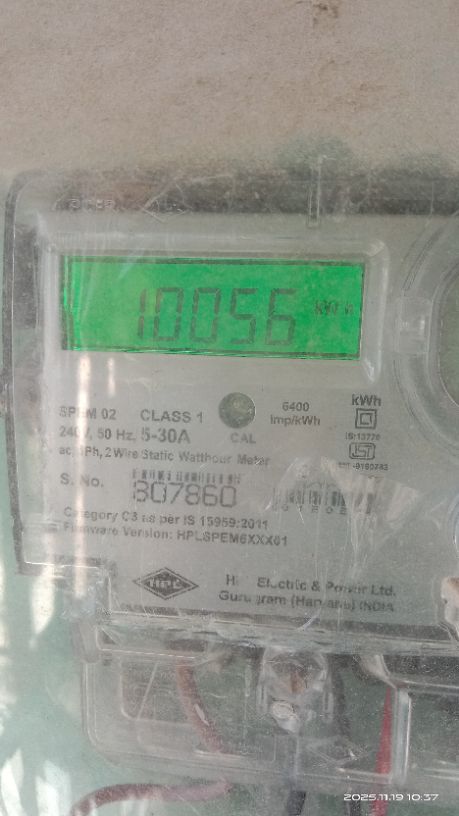 10056 kWh
SPEM 02 CLASS 1 6400 Imp/kWh kWh
240V, 50 Hz, 5-30A CAL IS:13779
ac, 1Ph, 2 Wire Static Watthour Meter
S. No. 807860
Category C3 as per IS 15959:2011
Firmware Version:
HPL Electric & Power Ltd.
Gurugram (Haryana) INDIA
2025.11.19 10:37